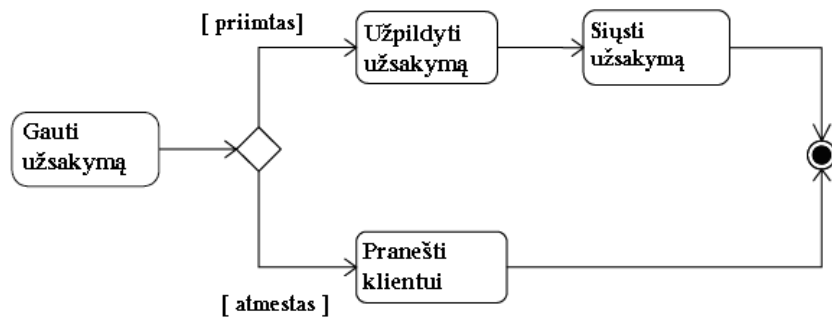 [ priimtas]
Užpildyti
užsakymą
Siųsti
užsakymą
Gauti
užsakymą
Pranešti
klientui
[ atmestas ]